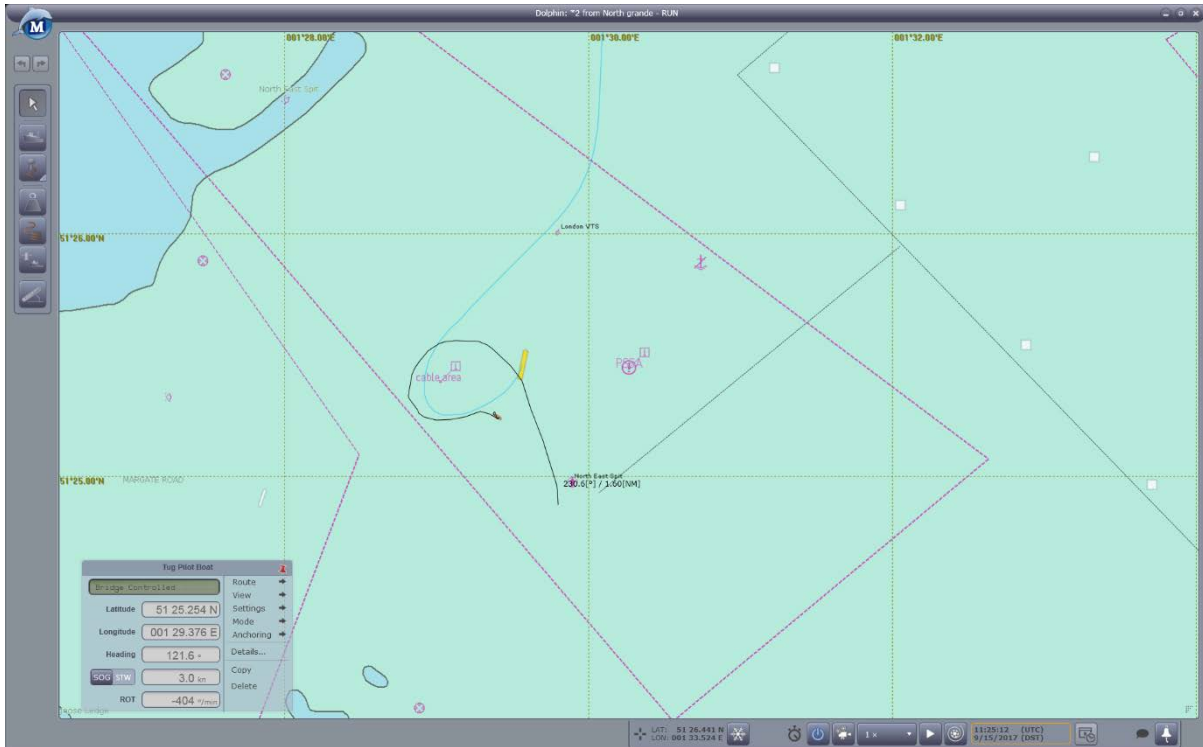 Dolphin: "2 from North grande - RUN
M
001°28.00'E
001°30.00'E
001°32.00'E
North East Spit
London VTS
51°26.00'N
cable area
51°25.00'N
MARGATE ROAD
North East Spit
230.6[°] / 1.60[NM]
Tug Pilot Boat
Bridge Controlled
Route
View
Latitude 51 25.254 N
Settings
Mode
Longitude 001 29.376 E
Anchoring
Heading 121.6 °
Details...
SOG STW 3.0 kn
Copy
Delete
ROT -404 °/min
LAT: 51 26.441 N
LON: 001 33.524 E
1 x
11:25:12 (UTC)
9/15/2017 (DST)